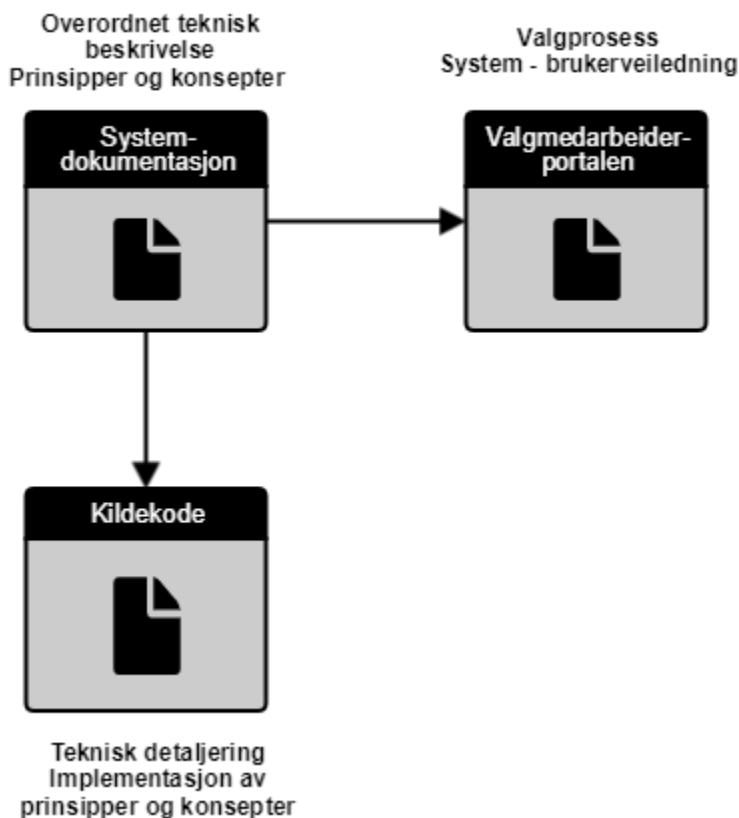 Overordnet teknisk
beskrivelse
Prinsipper og konsepter
System-
dokumentasjon
Valgprosess
System - brukerveiledning
Valgmedarbeider-
portalen
Kildekode
Teknisk detaljering
Implementasjon av
prinsipper og konsepter